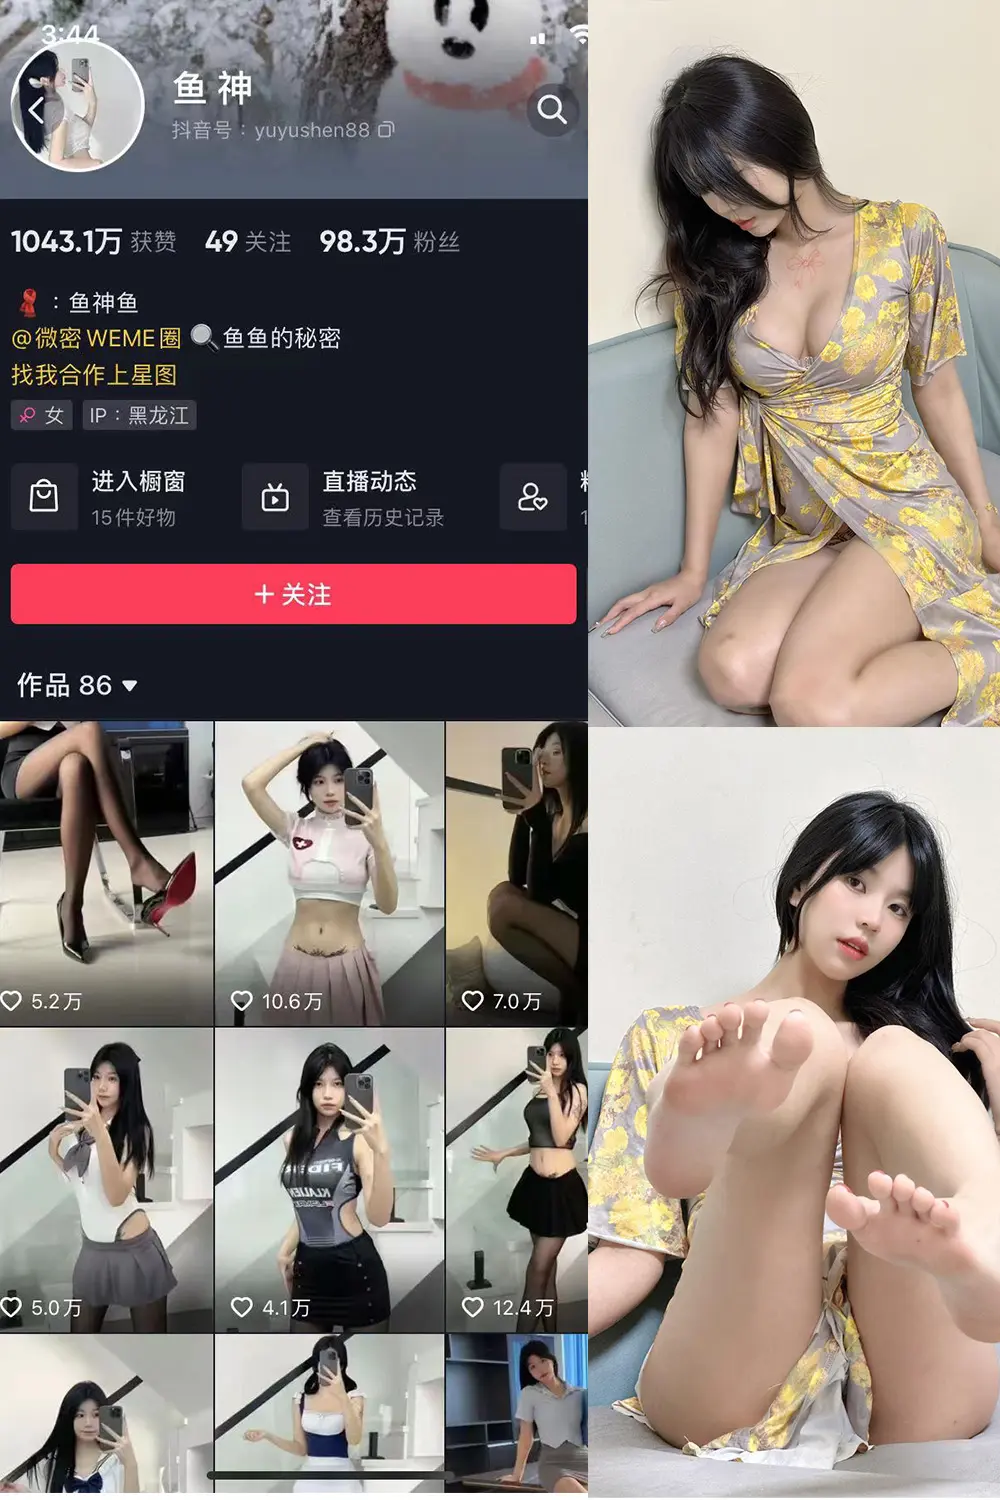 3:44
鱼 神
抖音号：yuyushen88
1043.1万 获赞 49 关注 98.3万 粉丝
：鱼神鱼
@微密 WEME圈 🔍鱼鱼的秘密
找我合作上星图
女 IP：黑龙江
进入橱窗
15件好物
直播动态
查看历史记录
+ 关注
作品 86
5.2万
10.6万
7.0万
5.0万
4.1万
12.4万